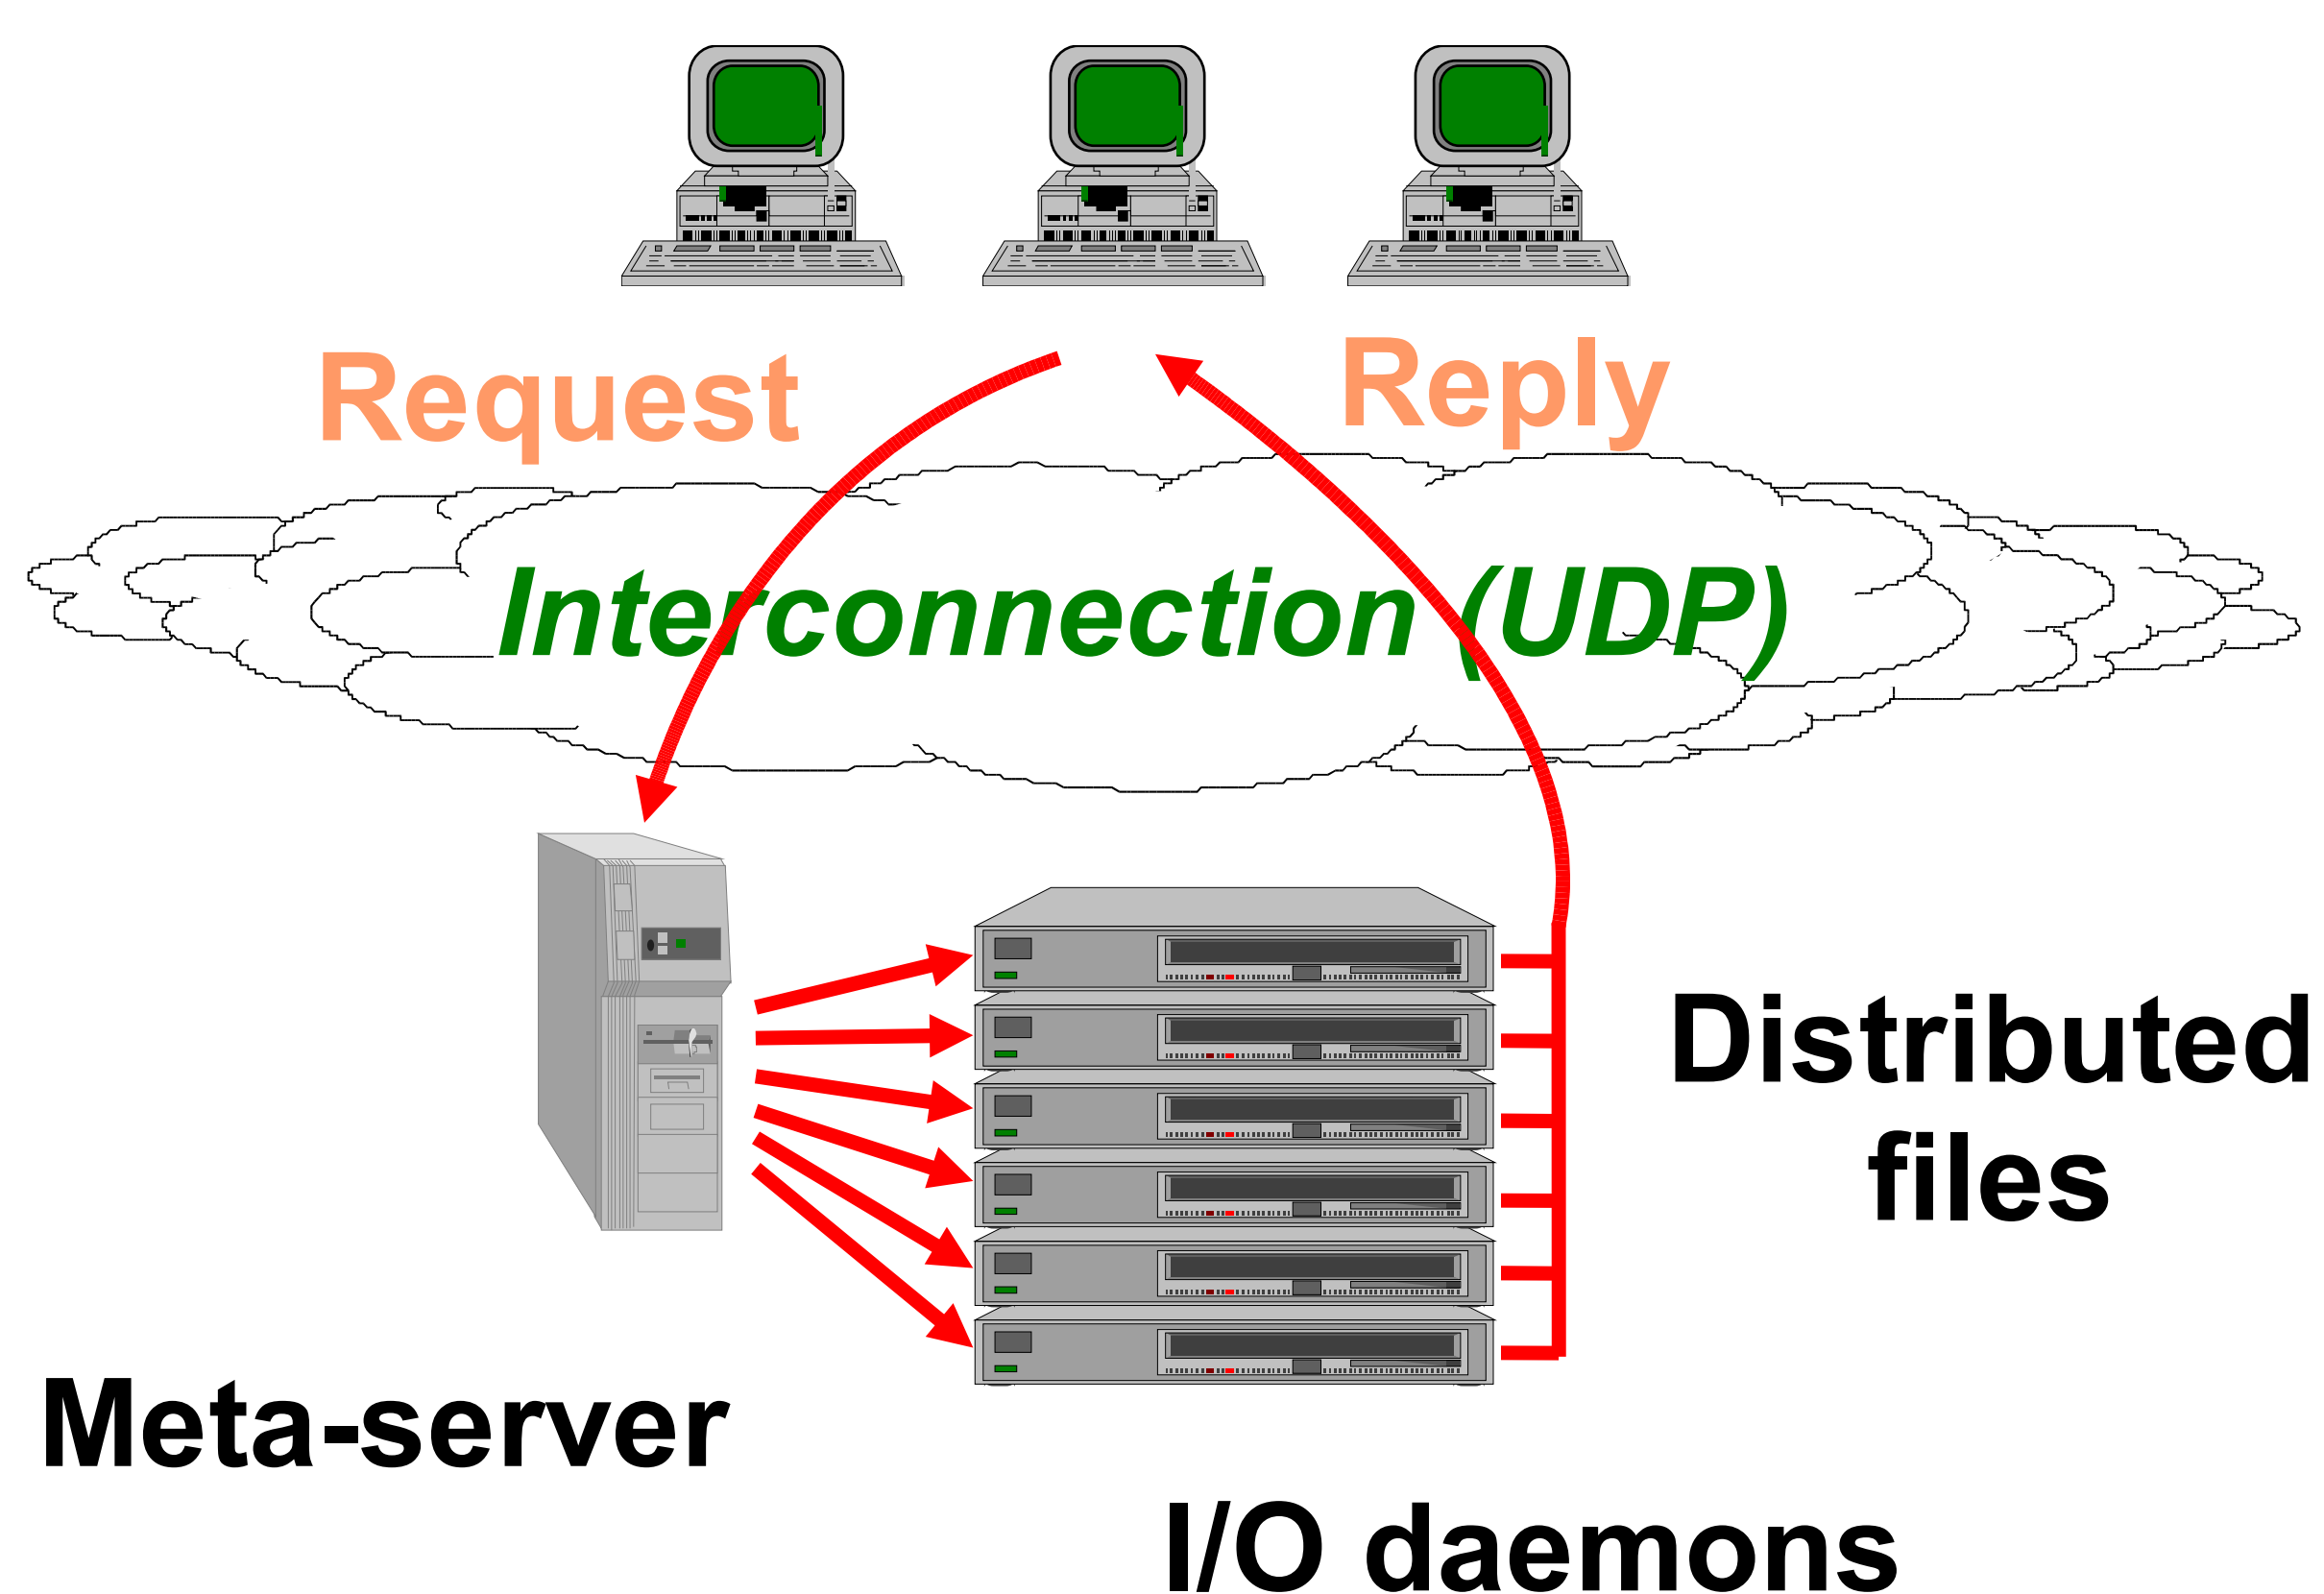 Request
Reply
Interconnection (UDP)
Distributed
files
Meta-server
I/O daemons